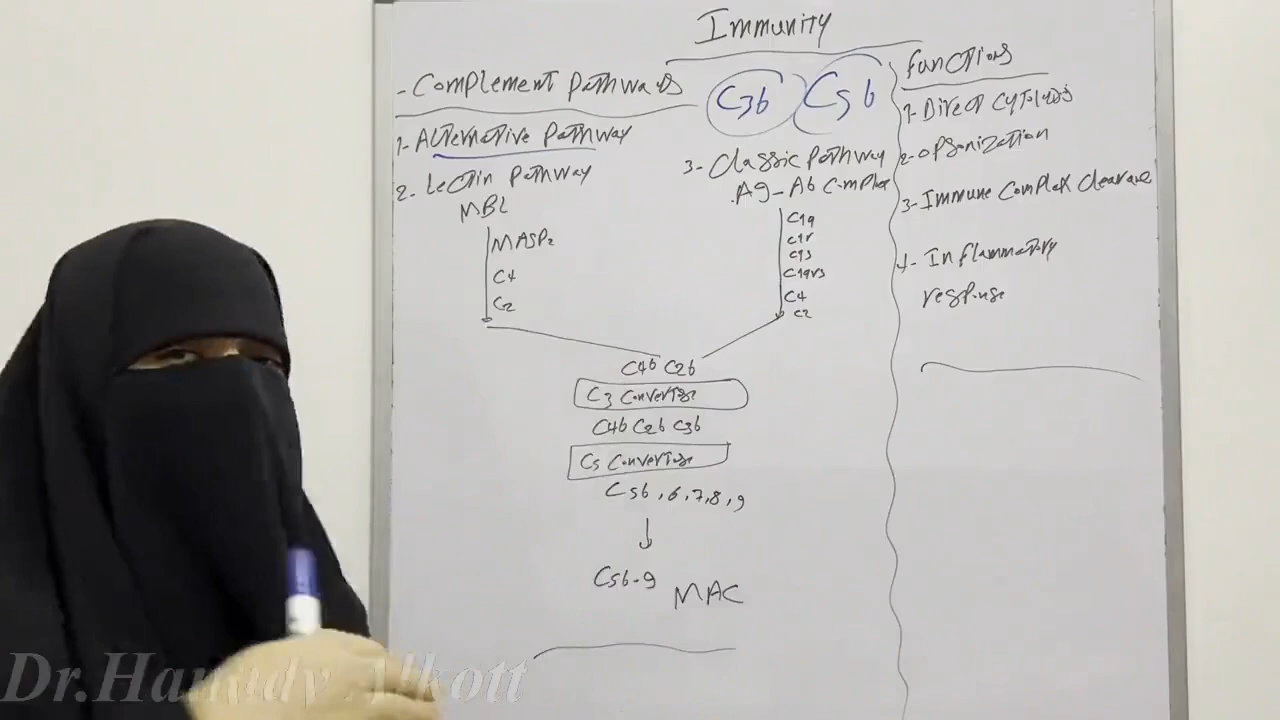 Immunity
- Complement Pathways
C3b C5b
1- Alternative Pathway
2- Lectin Pathway
MBL
MASP2
C4
C2
3- Classic Pathway
Ag-Ab Complex
C1q
C1r
C1s
C1qrs
C4
C2
C4b C2b
C3 Convertase
C4b C2b C3b
C5 Convertase
C5b, 6, 7, 8, 9
C5b-9 MAC
Functions
1- Direct Cytolysis
2- Opsonization
3- Immune Complex Clearance
4- Inflammatory
response
Dr.Hamdy Alkott